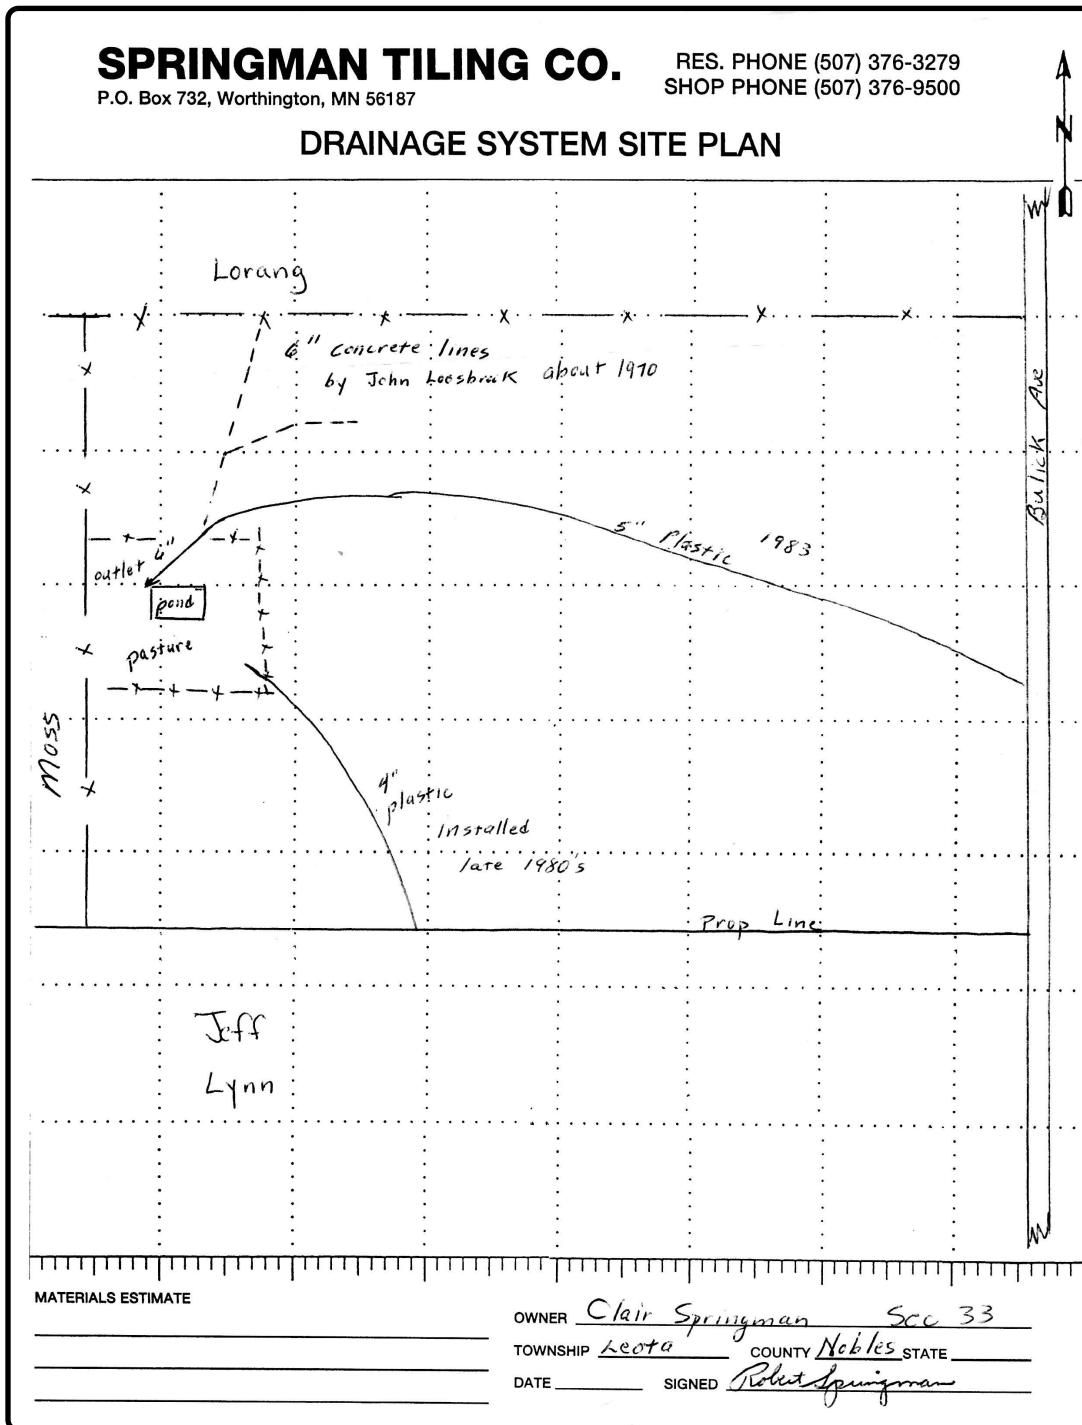 SPRINGMAN TILING CO.
P.O. Box 732, Worthington, MN 56187
RES. PHONE (507) 376-3279
SHOP PHONE (507) 376-9500
DRAINAGE SYSTEM SITE PLAN
N
Lorang
6" Concrete lines
by John about 1970
Bulick Ave
5" Plastic 1983
outlet 6"
pond
pasture
Moss
4"
plastic
Installed
late 1980's
Prop Line
Jeff
Lynn
MATERIALS ESTIMATE
OWNER Clair Springman Sec 33
TOWNSHIP Leota COUNTY Nobles STATE
DATE SIGNED Robert Springman